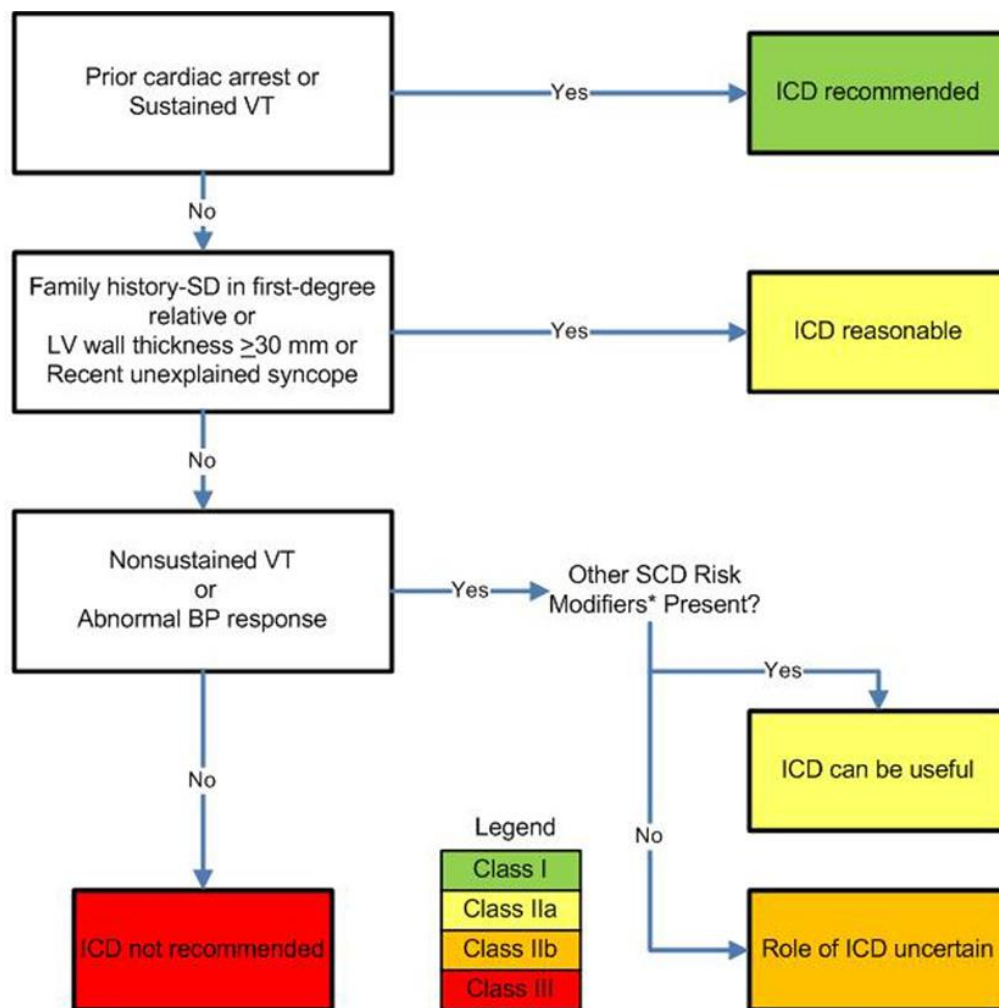 Prior cardiac arrest or
Sustained VT
Yes
ICD recommended
No
Family history-SD in first-degree
relative or
LV wall thickness ≥30 mm or
Recent unexplained syncope
Yes
ICD reasonable
No
Nonsustained VT
or
Abnormal BP response
Yes
Other SCD Risk
Modifiers* Present?
Yes
ICD can be useful
No
No
Legend
Class I
Class IIa
Class IIb
Class III
ICD not recommended
Role of ICD uncertain